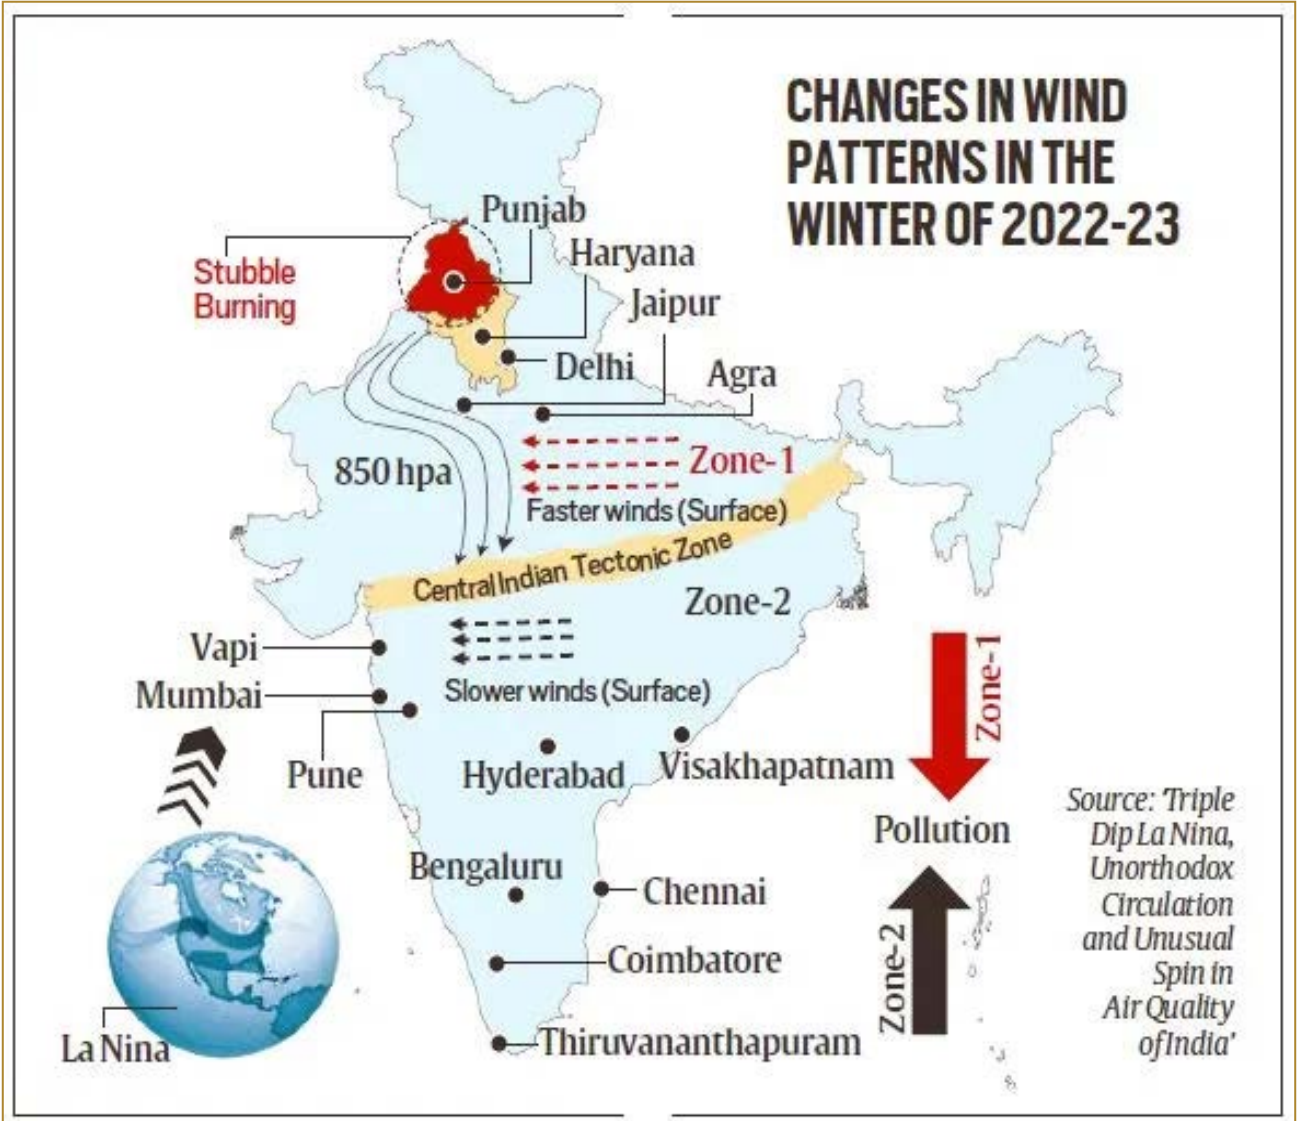 CHANGES IN WIND
PATTERNS IN THE
WINTER OF 2022-23
Punjab
Haryana
Stubble
Burning
Jaipur
Delhi
Agra
850 hpa
Zone-1
Faster winds (Surface)
Central Indian Tectonic Zone
Zone-2
Vapi
Mumbai
Slower winds (Surface)
Pune
Hyderabad
Visakhapatnam
Zone-1
Pollution
Zone-2
Bengaluru
Chennai
Coimbatore
Thiruvananthapuram
La Nina
Source: 'Triple
Dip La Nina,
Unorthodox
Circulation
and Unusual
Spin in
Air Quality
of India'